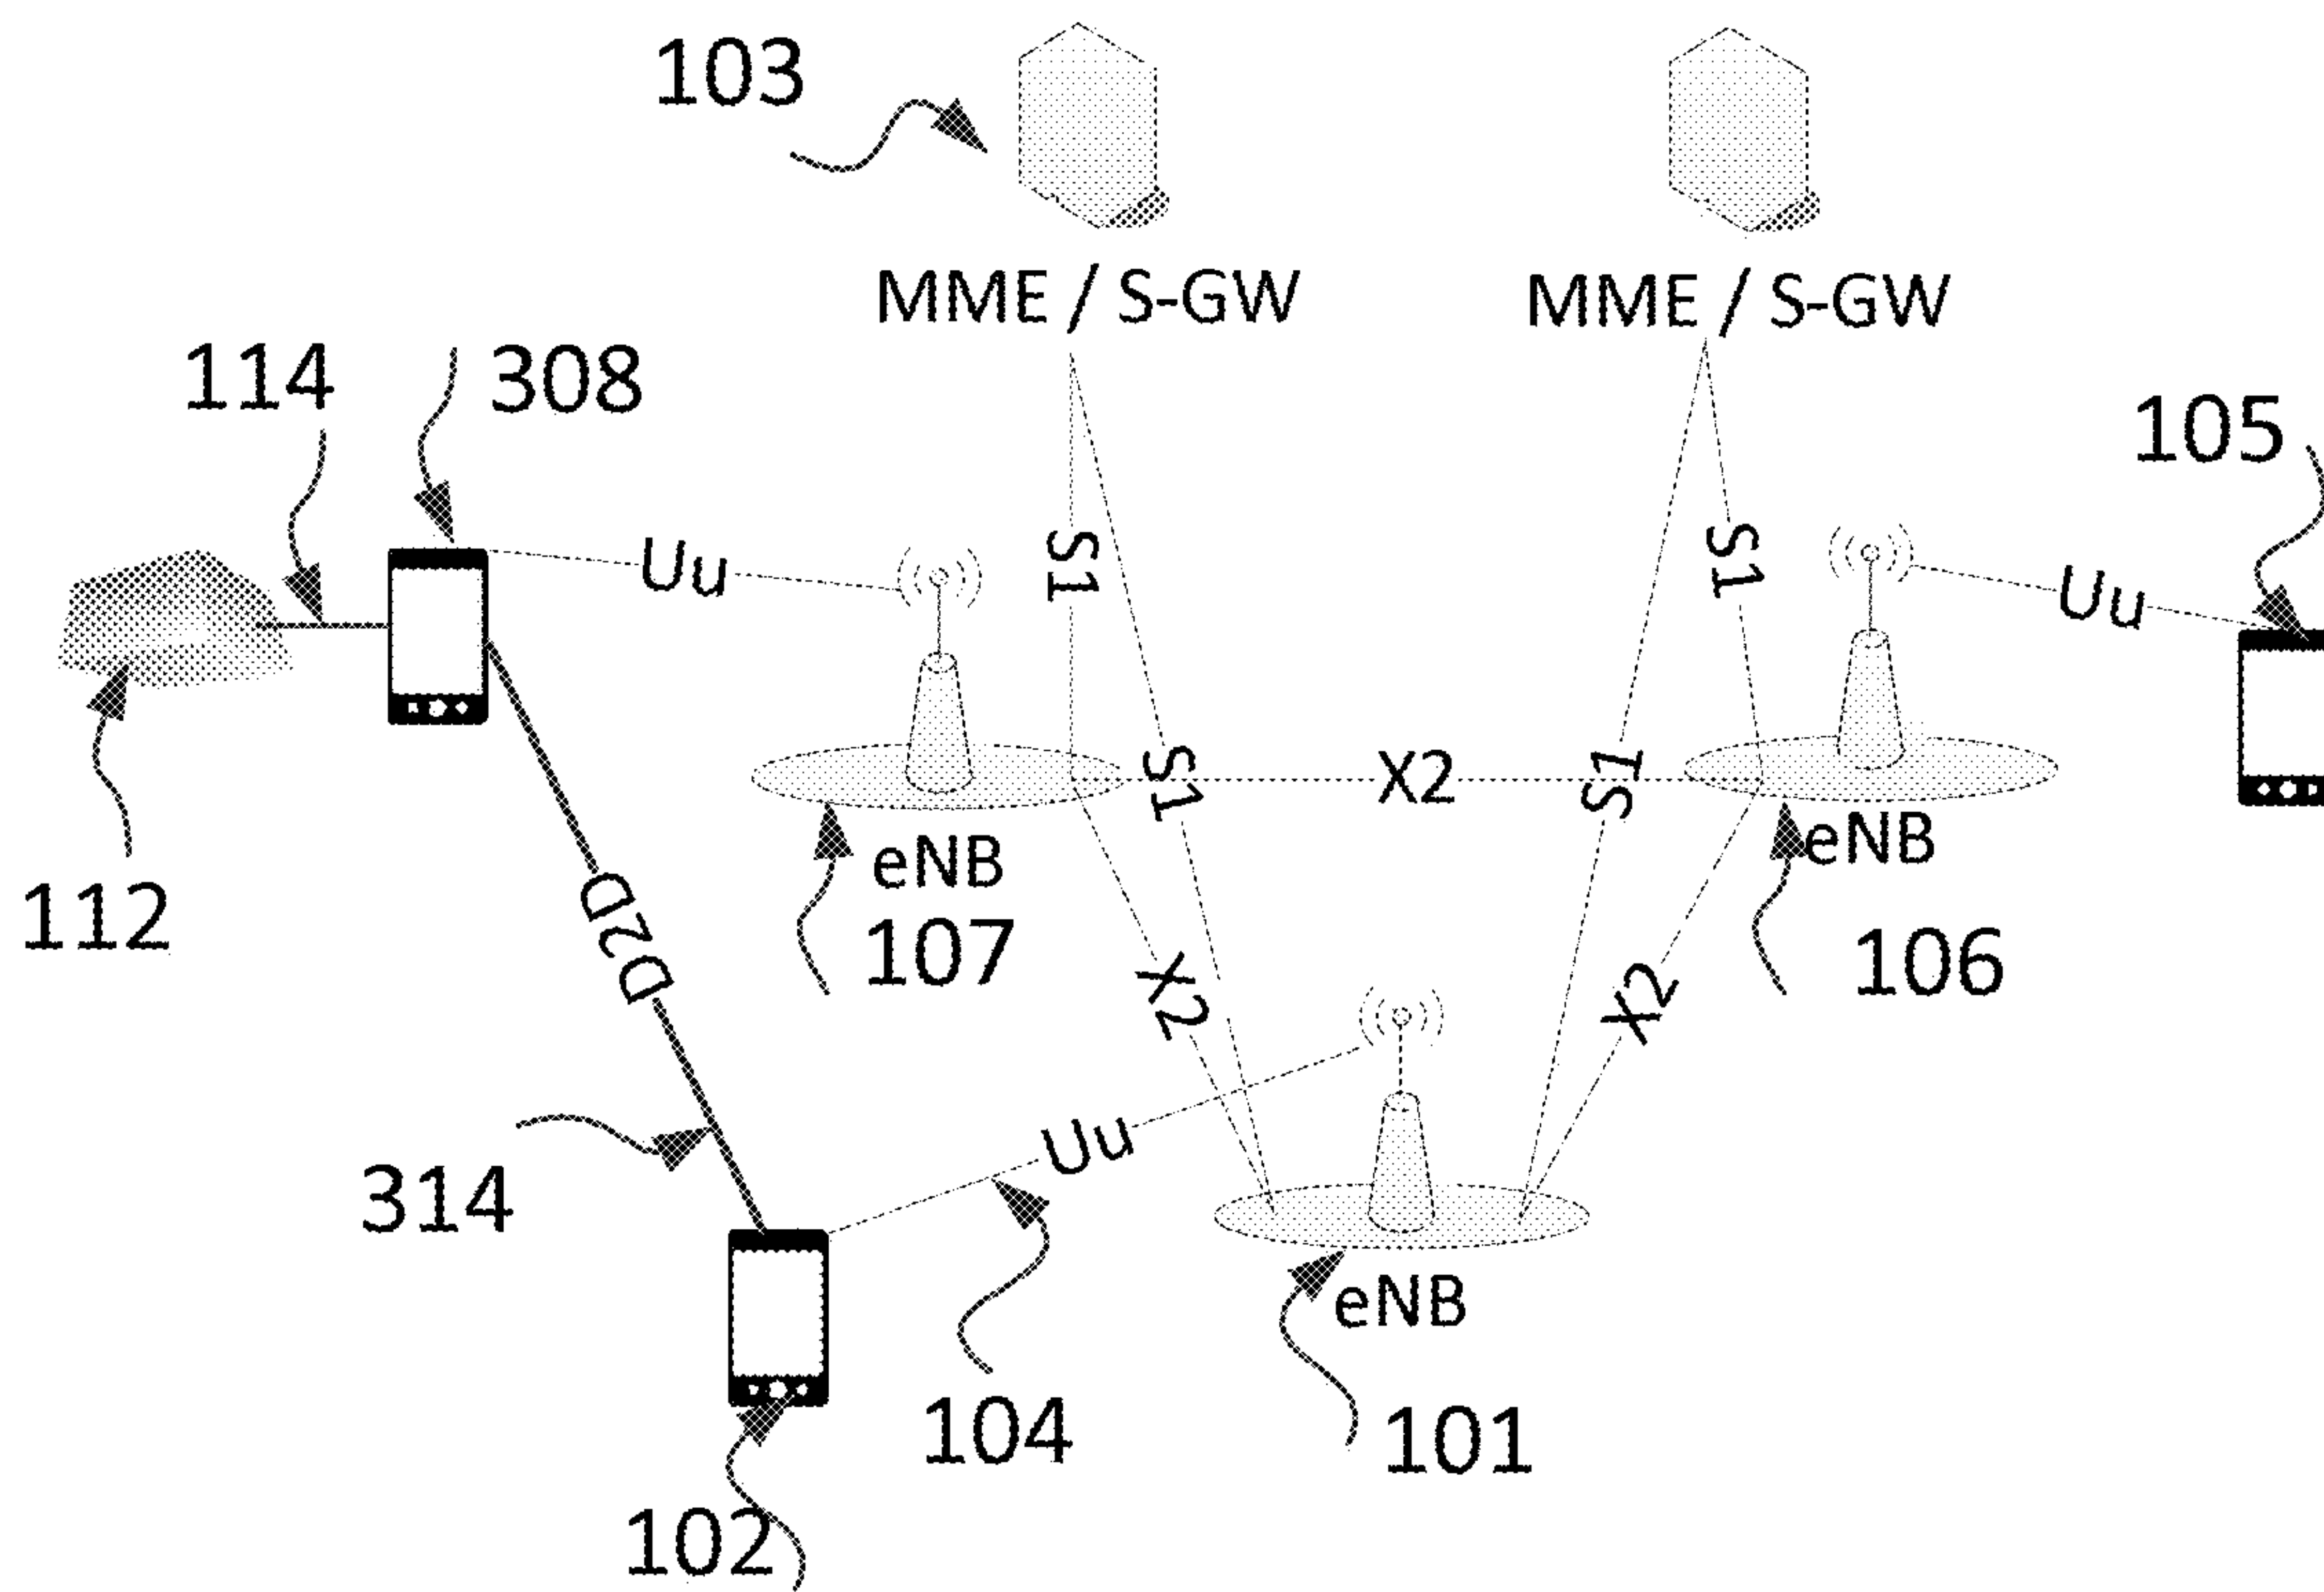 103
MME / S-GW
MME / S-GW
114
308
105
Uu
S1
S1
Uu
S1
X2
S1
eNB
eNB
112
D2D
107
106
X2
X2
Uu
314
eNB
104
101
102